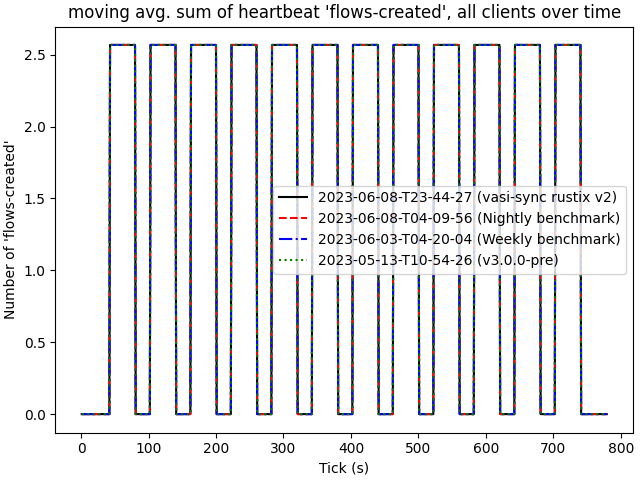 moving avg. sum of heartbeat 'flows-created', all clients over time
Number of 'flows-created'
2.5
2.0
1.5
1.0
0.5
0.0
2023-06-08-T23-44-27 (vasi-sync rustix v2)
2023-06-08-T04-09-56 (Nightly benchmark)
2023-06-03-T04-20-04 (Weekly benchmark)
2023-05-13-T10-54-26 (v3.0.0-pre)
0 100 200 300 400 500 600 700 800
Tick (s)